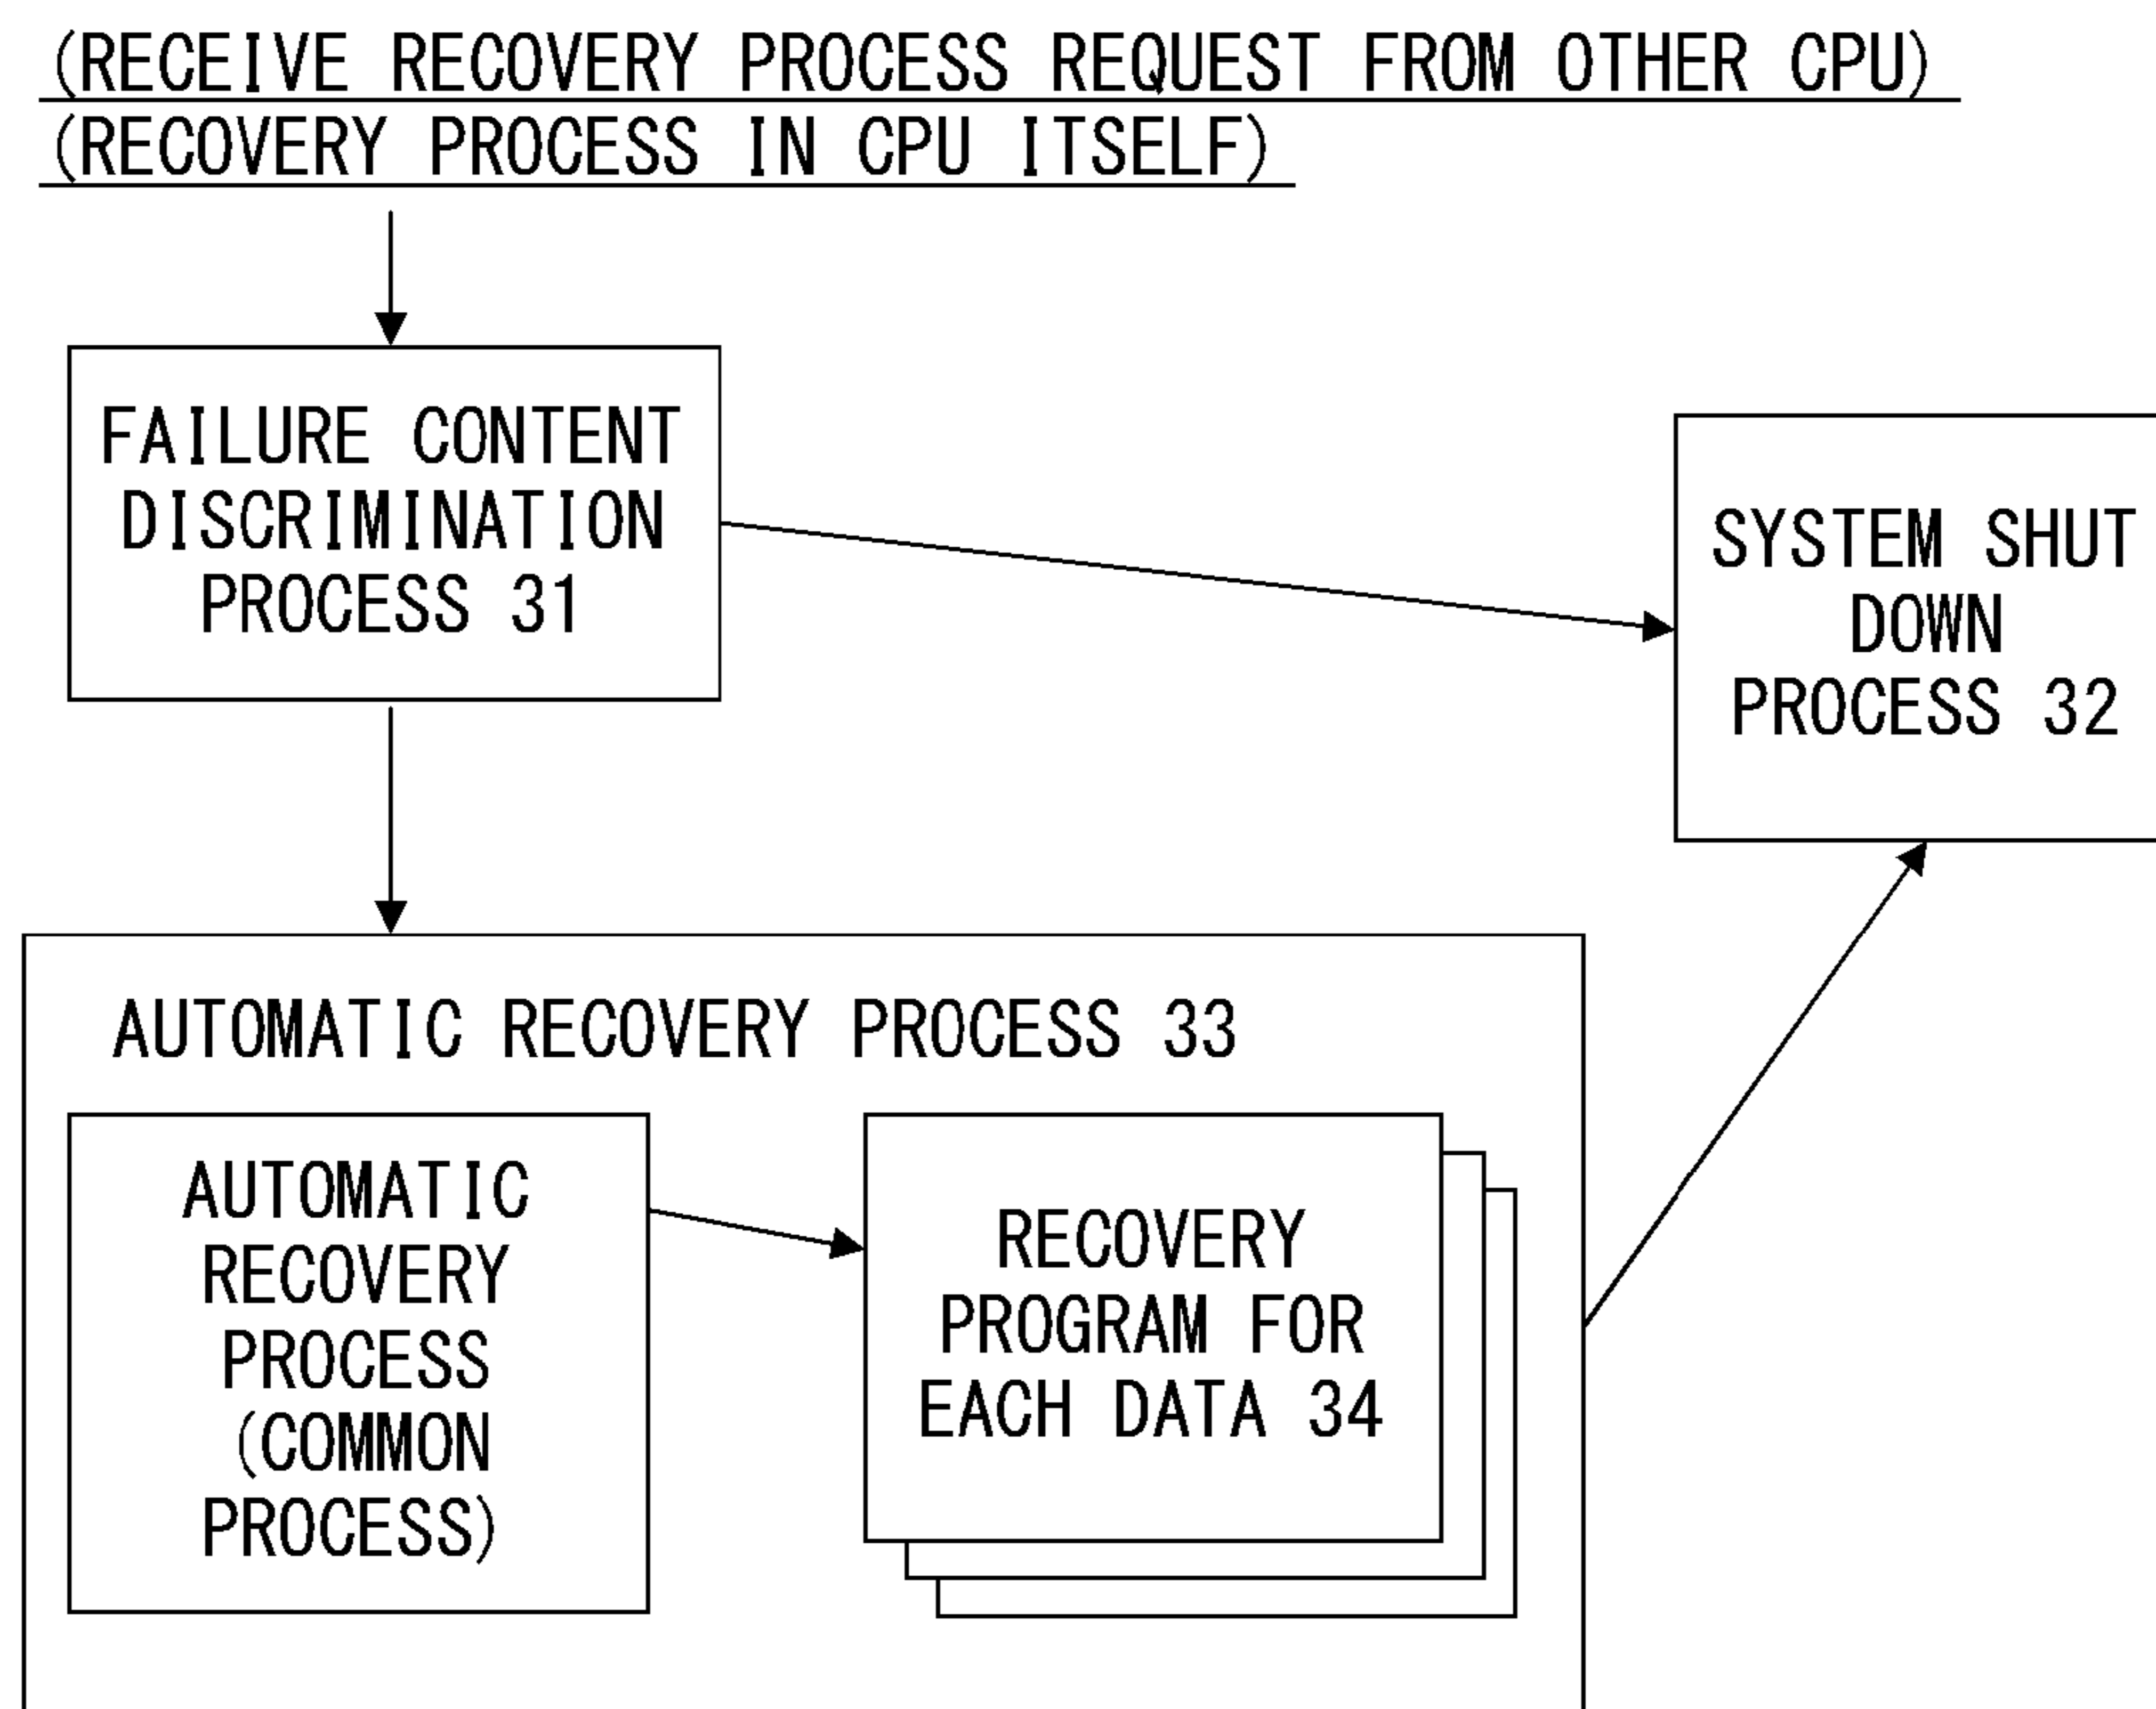 (RECEIVE RECOVERY PROCESS REQUEST FROM OTHER CPU)
(RECOVERY PROCESS IN CPU ITSELF)
FAILURE CONTENT
DISCRIMINATION
PROCESS 31
SYSTEM SHUT
DOWN
PROCESS 32
AUTOMATIC RECOVERY PROCESS 33
AUTOMATIC
RECOVERY
PROCESS
(COMMON
PROCESS)
RECOVERY
PROGRAM FOR
EACH DATA 34